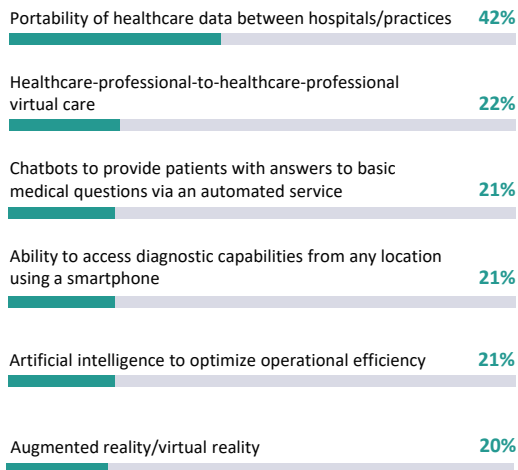 Portability of healthcare data between hospitals/practices 42%
Healthcare-professional-to-healthcare-professional
virtual care 22%
Chatbots to provide patients with answers to basic
medical questions via an automated service 21%
Ability to access diagnostic capabilities from any location
using a smartphone 21%
Artificial intelligence to optimize operational efficiency 21%
Augmented reality/virtual reality 20%